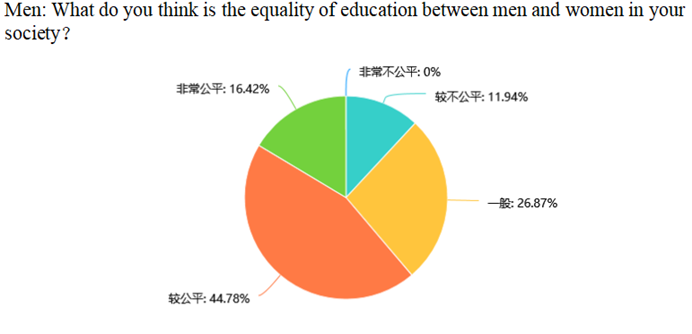 Men: What do you think is the equality of education between men and women in your
society?
非常不公平: 0%
非常公平: 16.42%
较不公平: 11.94%
一般: 26.87%
较公平: 44.78%